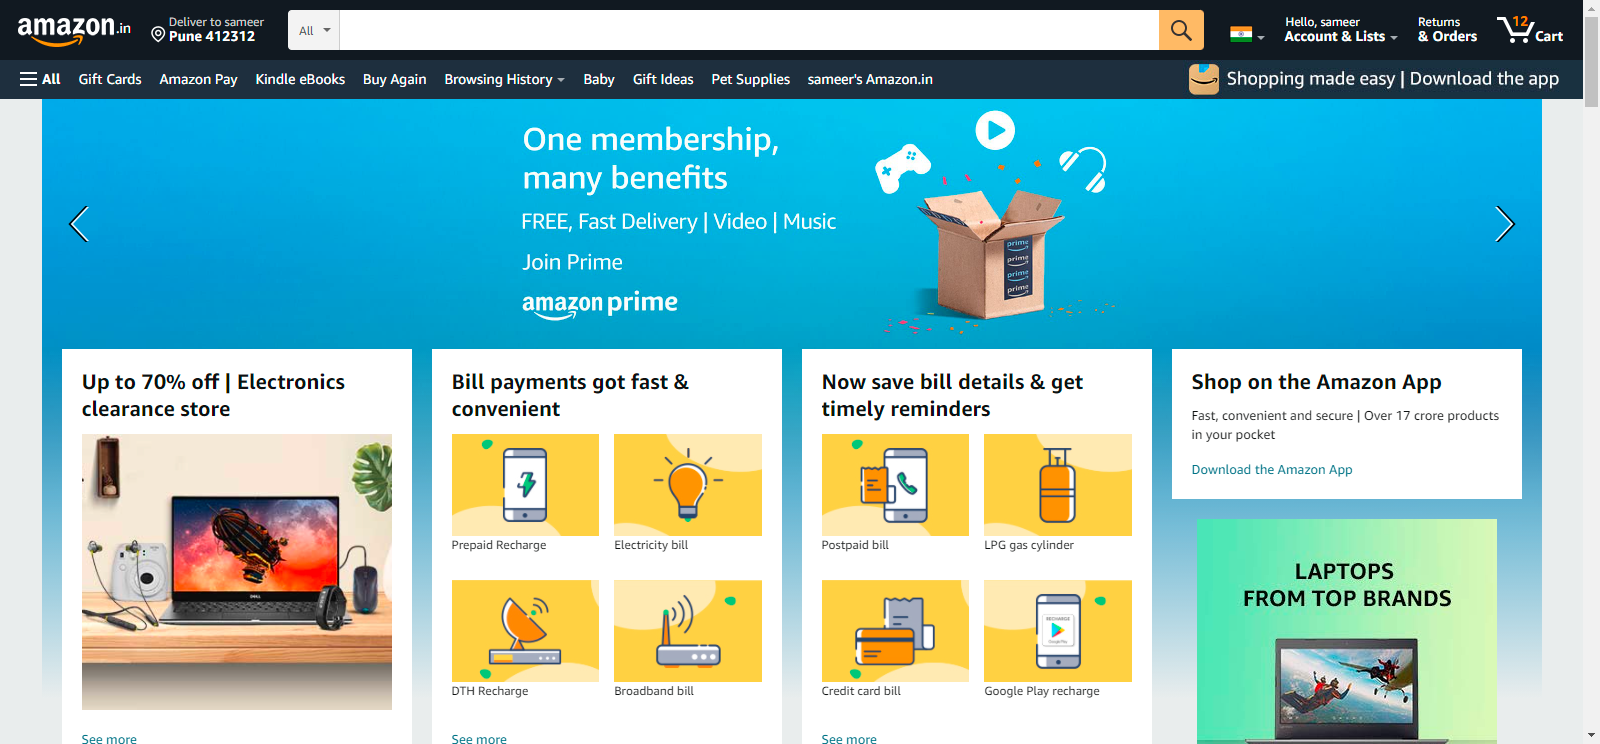 amazon.in
Deliver to sameer
Pune 412312
All
Hello, sameer
Account & Lists
Returns
& Orders
12
Cart
All
Gift Cards
Amazon Pay
Kindle eBooks
Buy Again
Browsing History
Baby
Gift Ideas
Pet Supplies
sameer's Amazon.in
Shopping made easy | Download the app
One membership,
many benefits
FREE, Fast Delivery | Video | Music
Join Prime
amazon prime
prime
prime
prime
prime
Up to 70% off | Electronics
clearance store
DELL
See more
Bill payments got fast &
convenient
Prepaid Recharge
Electricity bill
DTH Recharge
Broadband bill
See more
Now save bill details & get
timely reminders
Postpaid bill
LPG gas cylinder
RECHARGE
Google Play
Credit card bill
Google Play recharge
See more
Shop on the Amazon App
Fast, convenient and secure | Over 17 crore products
in your pocket
Download the Amazon App
LAPTOPS
FROM TOP BRANDS